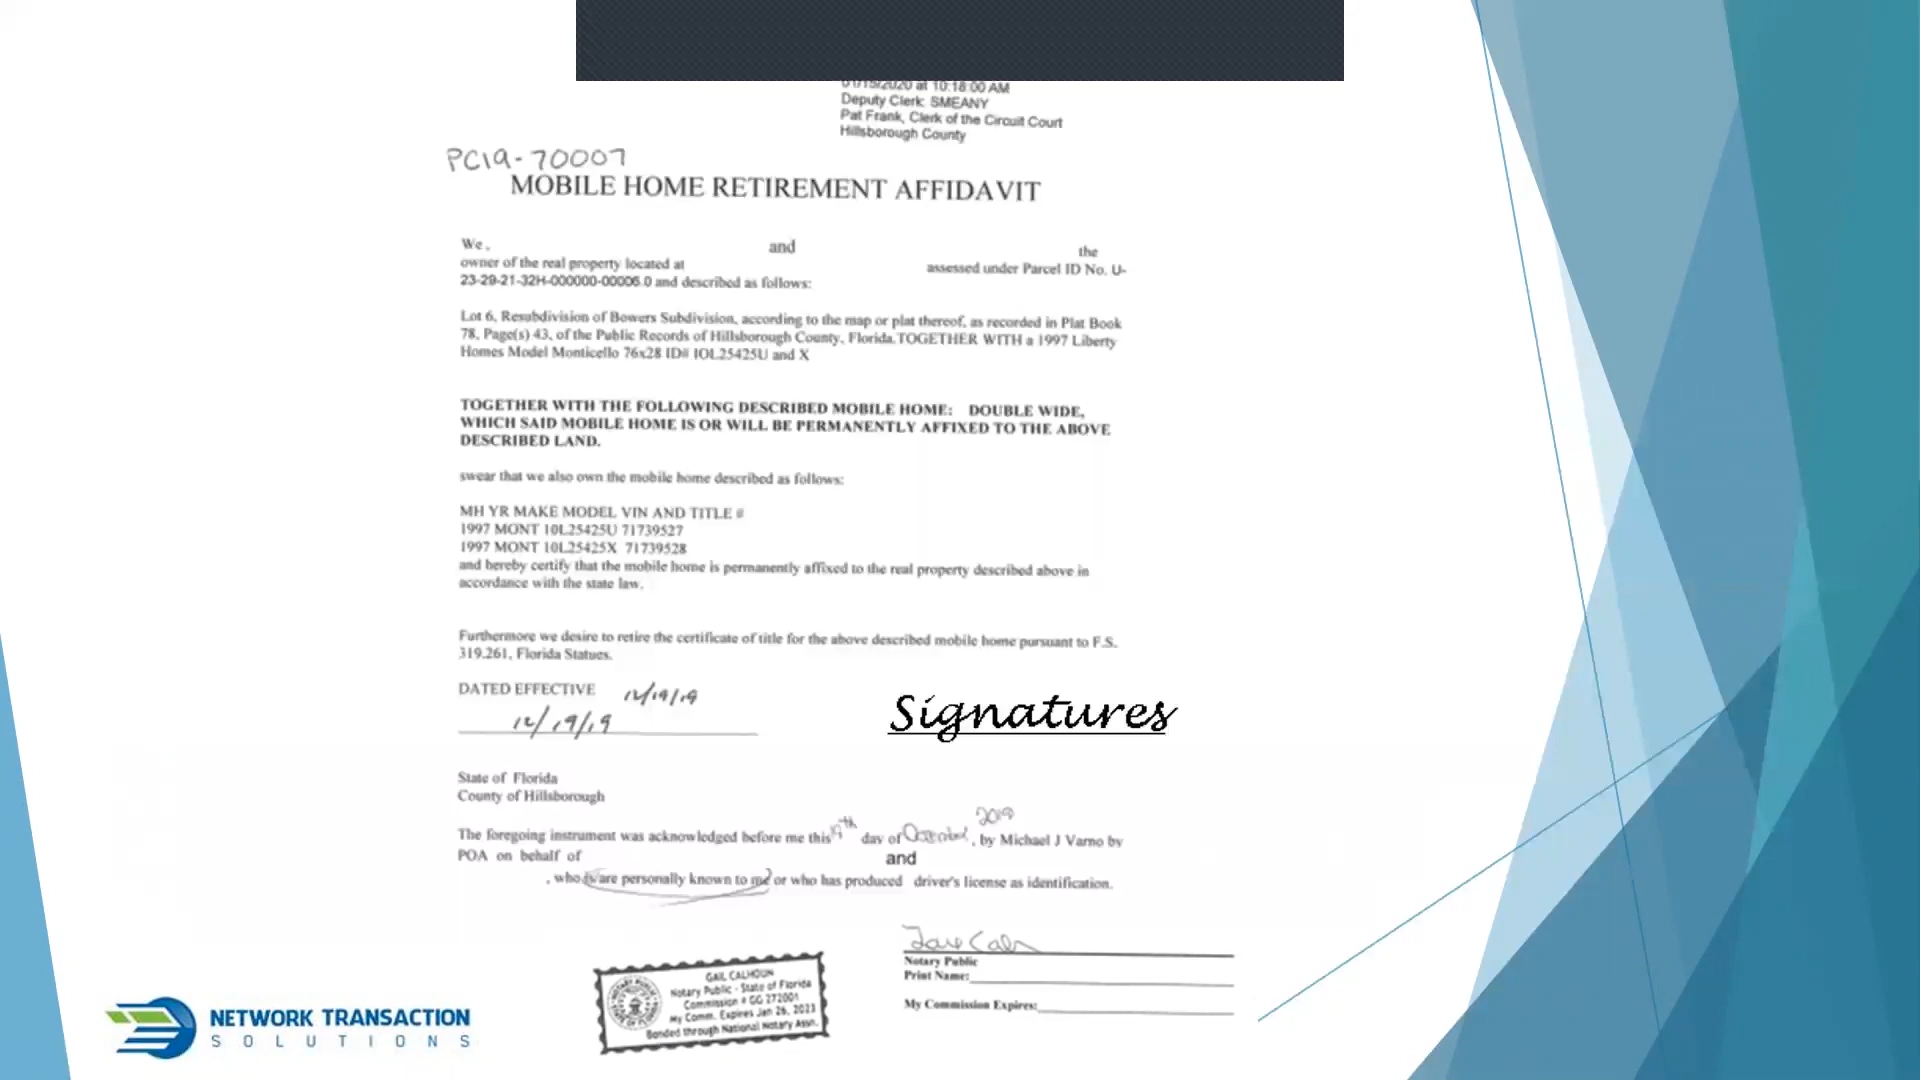 01/15/2020 at 10:18:00 AM
Deputy Clerk: SMEANY
Pat Frank, Clerk of the Circuit Court
Hillsborough County
PC19-70007
MOBILE HOME RETIREMENT AFFIDAVIT
We, and the
owner of the real property located at assessed under Parcel ID No. U-
23-29-21-32H-000000-00006.0 and described as follows:
Lot 6, Resubdivision of Bowers Subdivision, according to the map or plat thereof, as recorded in Plat Book
78, Page(s) 43, of the Public Records of Hillsborough County, Florida.TOGETHER WITH a 1997 Liberty
Homes Model Monticello 76x28 ID# 10L25425U and X
TOGETHER WITH THE FOLLOWING DESCRIBED MOBILE HOME: DOUBLE WIDE,
WHICH SAID MOBILE HOME IS OR WILL BE PERMANENTLY AFFIXED TO THE ABOVE
DESCRIBED LAND.
swear that we also own the mobile home described as follows:
MH YR MAKE MODEL VIN AND TITLE #
1997 MONT 10L25425U 71739527
1997 MONT 10L25425X 71739528
and hereby certify that the mobile home is permanently affixed to the real property described above in
accordance with the state law.
Furthermore we desire to retire the certificate of title for the above described mobile home pursuant to F.S.
319.261, Florida Statues.
DATED EFFECTIVE 12/19/19
12/19/19
Signatures
State of Florida
County of Hillsborough
2019
The foregoing instrument was acknowledged before me this 19th day of December, by Michael J Varno by
POA on behalf of and
, who is/are personally known to me or who has produced driver's license as identification.
Notary Public
Print Name:
My Commission Expires:
GAIL CALHOUN
Notary Public - State of Florida
Commission # GG 272001
My Comm. Expires Jan 26, 2023
Bonded through National Notary Assn.
NETWORK TRANSACTION
SOLUTIONS